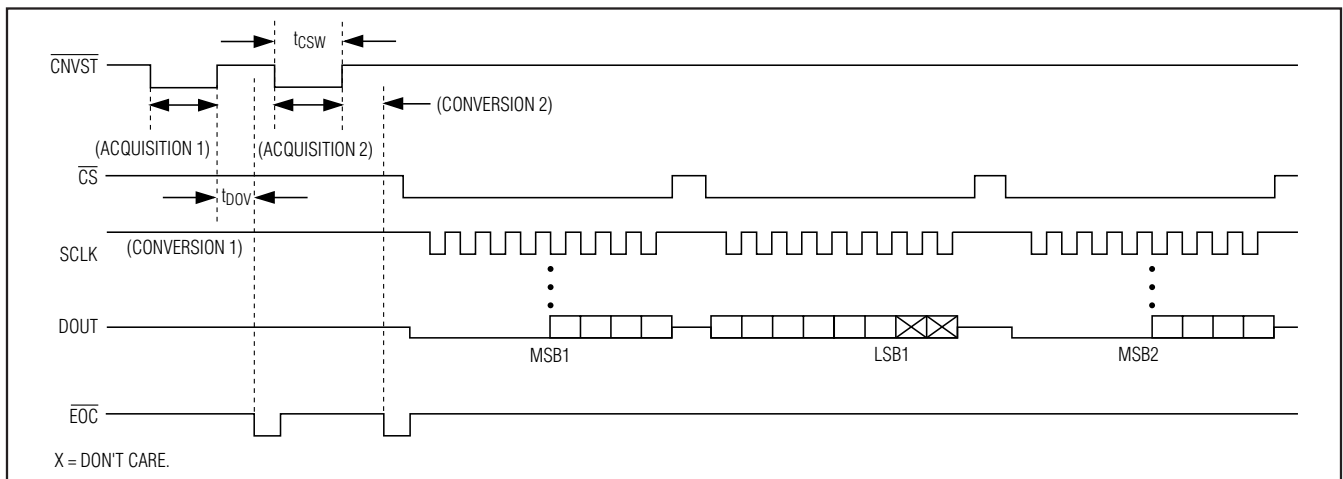 tCSW
CNVST
(CONVERSION 2)
(ACQUISITION 1)
(ACQUISITION 2)
CS
tDOV
(CONVERSION 1)
SCLK
DOUT
MSB1
LSB1
MSB2
EOC
X = DON'T CARE.